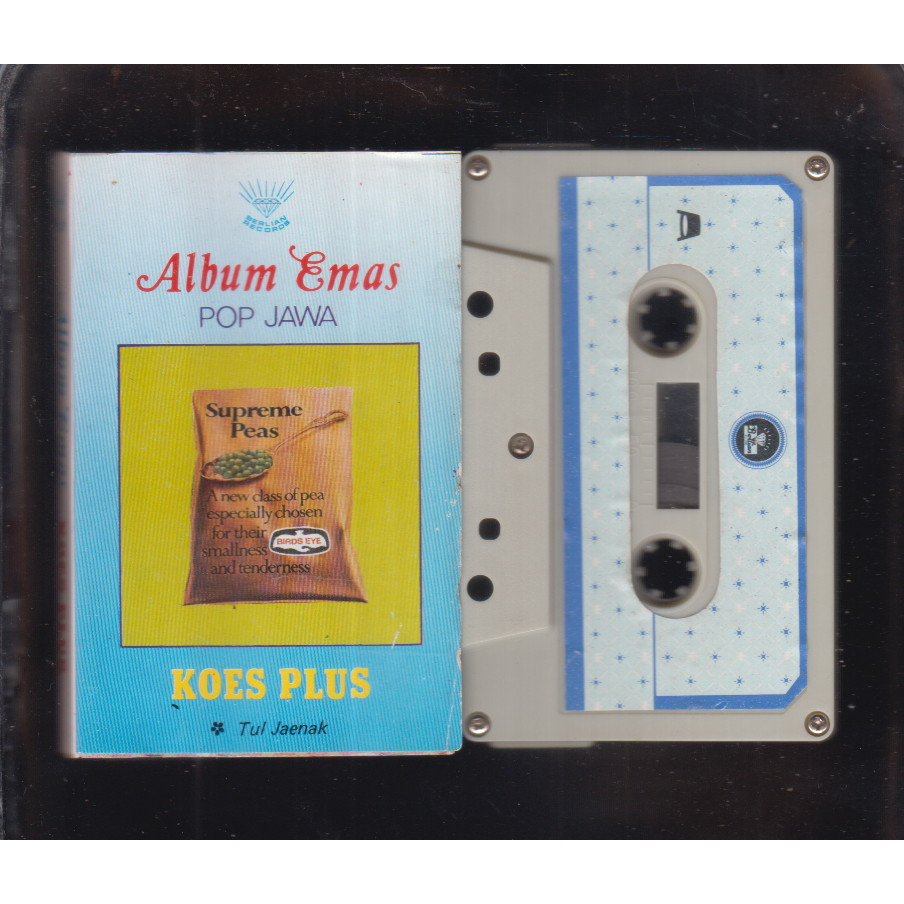 BERLIAN
RECORDS
Album Emas
POP JAWA
Supreme
Peas
A new class of pea
especially chosen
for their
smallness
BIRDS EYE
and tenderness
KOES PLUS
Tul Jaenak
A